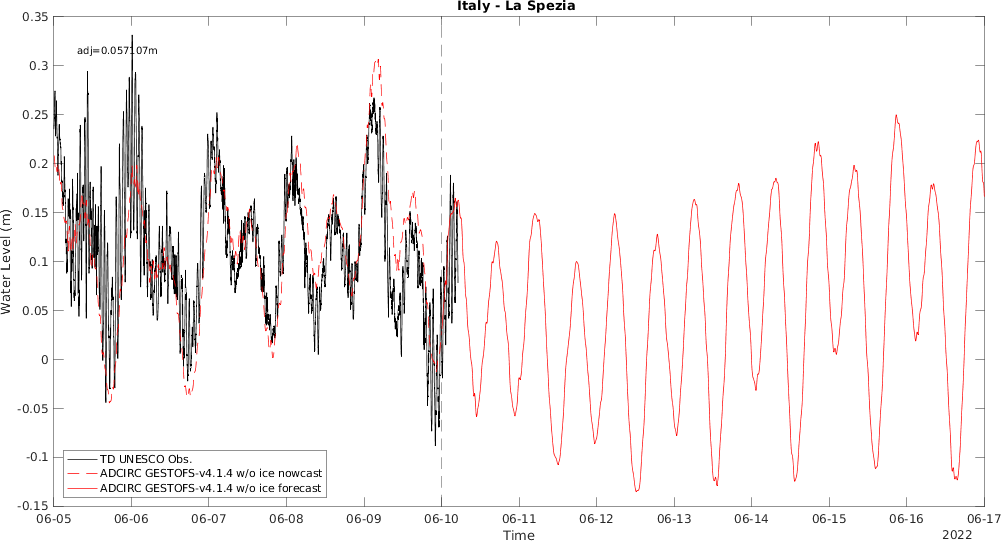 Italy - La Spezia
0.35
0.3
0.25
0.2
0.15
0.1
0.05
0
-0.05
-0.1
-0.15
Water Level (m)
adj=0.057107m
TD UNESCO Obs.
ADCIRC GESTOFS-v4.1.4 w/o ice nowcast
ADCIRC GESTOFS-v4.1.4 w/o ice forecast
06-05 06-06 06-07 06-08 06-09 06-10 06-11 06-12 06-13 06-14 06-15 06-16 06-17
Time
2022